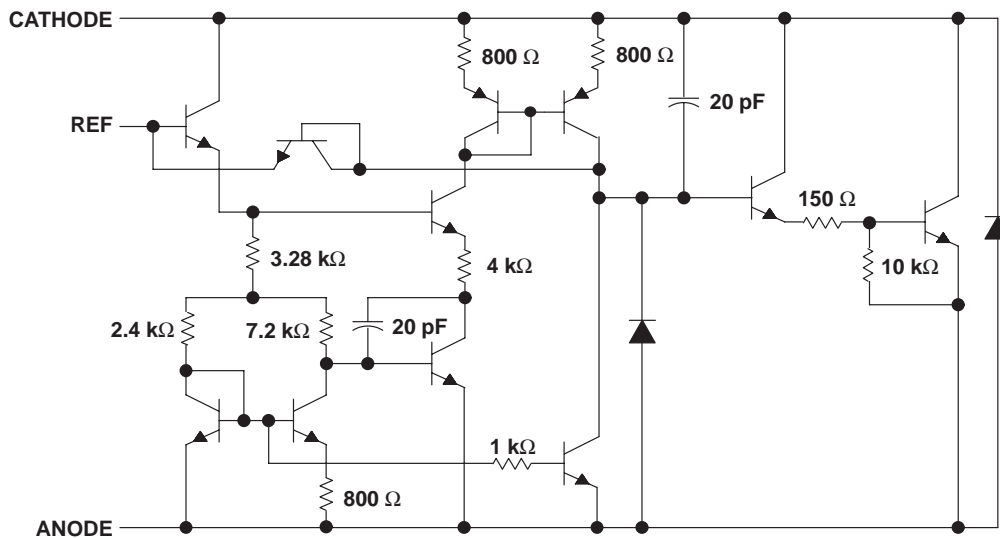 CATHODE
800 Ω
800 Ω
20 pF
REF
150 Ω
3.28 kΩ
4 kΩ
10 kΩ
2.4 kΩ
7.2 kΩ
20 pF
1 kΩ
800 Ω
ANODE